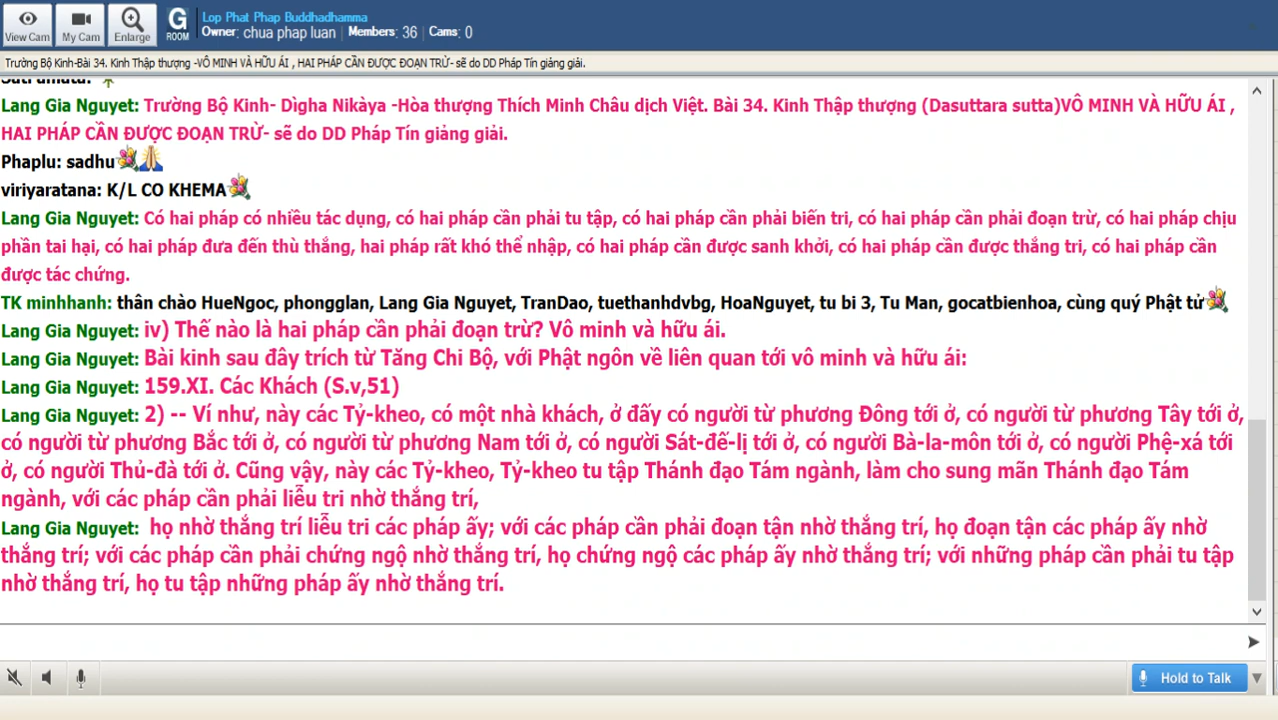 View Cam
My Cam
Enlarge
G
ROOM
Lop Phat Phap Buddhadhamma
Owner: chua phap luan | Members: 36 | Cams: 0
Trường Bộ Kinh-Bài 34. Kinh Thập thượng -VÔ MINH VÀ HỮU ÁI , HAI PHÁP CẦN ĐƯỢC ĐOẠN TRỪ- sẽ do DD Pháp Tín giảng giải.
Lang Gia Nguyet: Trường Bộ Kinh- Dìgha Nikàya -Hòa thượng Thích Minh Châu dịch Việt. Bài 34. Kinh Thập thượng (Dasuttara sutta)VÔ MINH VÀ HỮU ÁI ,
HAI PHÁP CẦN ĐƯỢC ĐOẠN TRỪ- sẽ do DD Pháp Tín giảng giải.
Phaplu: sadhu
viriyaratana: K/L CO KHEMA
Lang Gia Nguyet: Có hai pháp có nhiều tác dụng, có hai pháp cần phải tu tập, có hai pháp cần phải biến tri, có hai pháp cần phải đoạn trừ, có hai pháp chịu
phần tai hại, có hai pháp đưa đến thù thắng, hai pháp rất khó thể nhập, có hai pháp cần được sanh khởi, có hai pháp cần được thắng tri, có hai pháp cần
được tác chứng.
TK minhhanh: thân chào HueNgoc, phongglan, Lang Gia Nguyet, TranDao, tuethanhdvbg, HoaNguyet, tu bi 3, Tu Man, gocatbienhoa, cùng quý Phật tử
Lang Gia Nguyet: iv) Thế nào là hai pháp cần phải đoạn trừ? Vô minh và hữu ái.
Lang Gia Nguyet: Bài kinh sau đây trích từ Tăng Chi Bộ, với Phật ngôn về liên quan tới vô minh và hữu ái:
Lang Gia Nguyet: 159.XI. Các Khách (S.v,51)
Lang Gia Nguyet: 2) -- Ví như, này các Tỷ-kheo, có một nhà khách, ở đấy có người từ phương Đông tới ở, có người từ phương Tây tới ở,
có người từ phương Bắc tới ở, có người từ phương Nam tới ở, có người Sát-đế-lị tới ở, có người Bà-la-môn tới ở, có người Phệ-xá tới
ở, có người Thủ-đà tới ở. Cũng vậy, này các Tỷ-kheo, Tỷ-kheo tu tập Thánh đạo Tám ngành, làm cho sung mãn Thánh đạo Tám
ngành, với các pháp cần phải liễu tri nhờ thắng trí,
Lang Gia Nguyet: họ nhờ thắng trí liễu tri các pháp ấy; với các pháp cần phải đoạn tận nhờ thắng trí, họ đoạn tận các pháp ấy nhờ
thắng trí; với các pháp cần phải chứng ngộ nhờ thắng trí, họ chứng ngộ các pháp ấy nhờ thắng trí; với những pháp cần phải tu tập
nhờ thắng trí, họ tu tập những pháp ấy nhờ thắng trí.
Hold to Talk